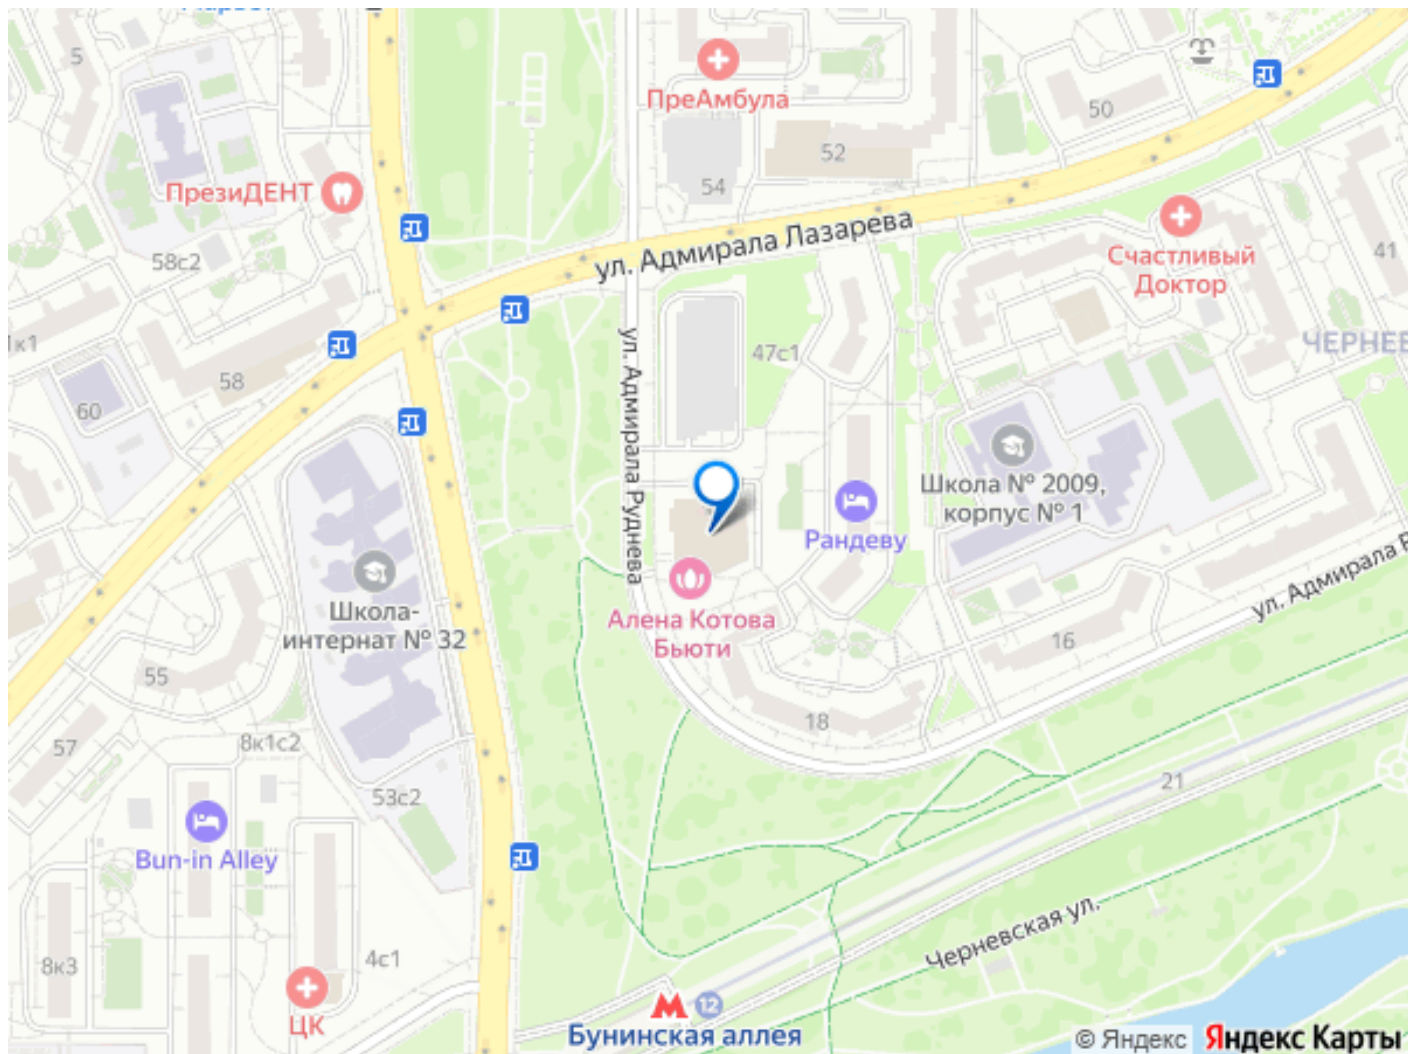 5
ПреАмбула
50
52
54
ПрезиДЕНТ
58с2
ул. Адмирала Лазарева
Счастливый
Доктор
41
1к1
47с1
ЧЕРНЕВ
58
60
ул. Адмирала Руднева
Школа № 2009,
корпус № 1
Рандеву
Школа-
интернат № 32
Алена Котова
Бьюти
ул. Адмирала Р
16
55
18
57
8к1с2
53с2
21
Bun-in Alley
Черневская ул.
8к3
4с1
ЦК
М
12
Бунинская аллея
© Яндекс
Яндекс Карты